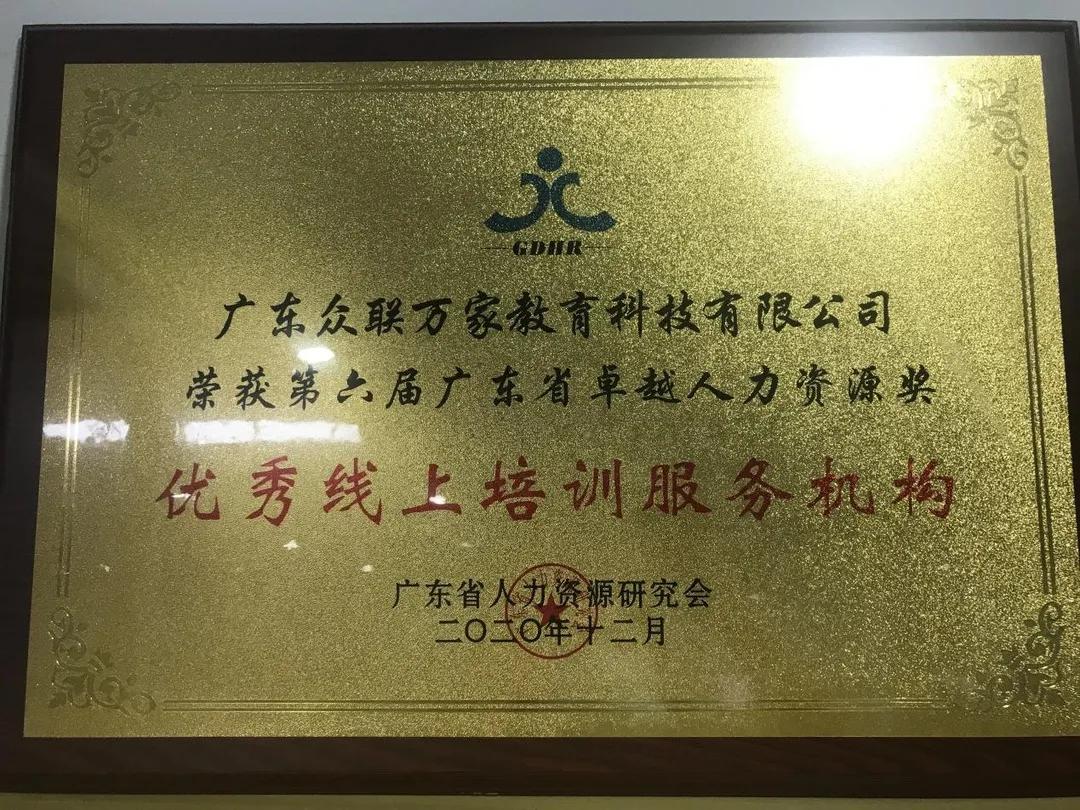 GDHR
广东众联万家教育科技有限公司
荣获第六届广东省卓越人力资源奖
优秀线上培训服务机构
广东省人力资源研究会
二〇二〇年十二月